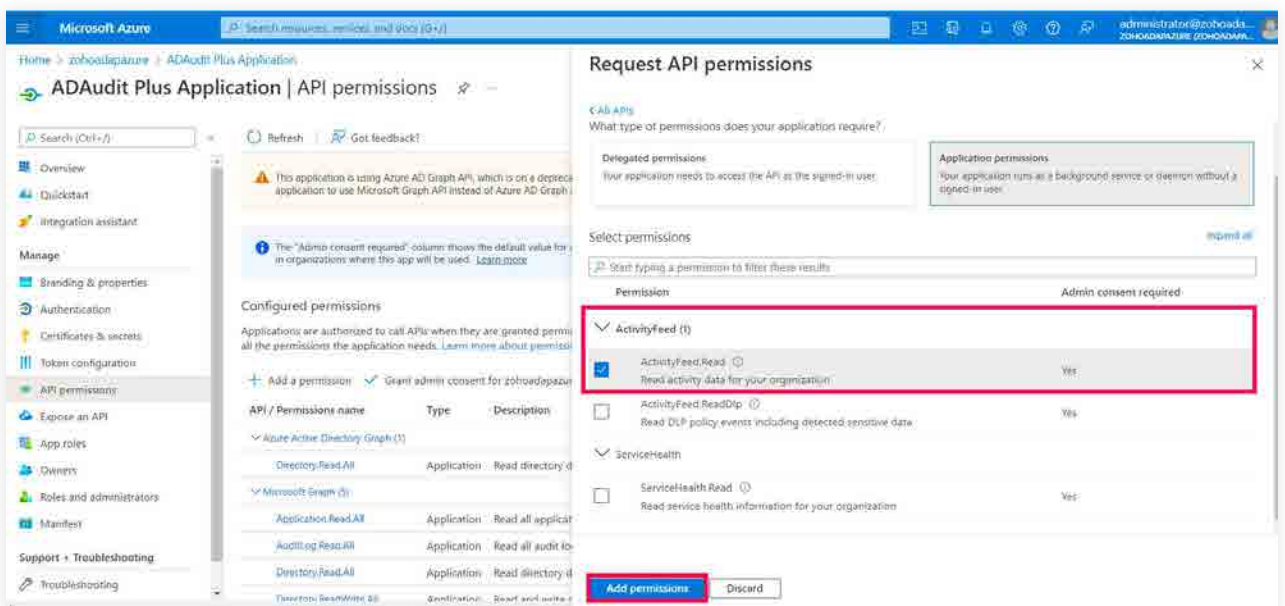 Microsoft Azure
Search resources, services, and docs (G+/)
administrator@zohoada...
ZOHOADAPAZURE (ZOHOADAPA...
Home > zohoadapazure > ADAudit Plus Application
ADAudit Plus Application | API permissions
Search (Ctrl+/)
Overview
Quickstart
Integration assistant
Manage
Branding & properties
Authentication
Certificates & secrets
Token configuration
API permissions
Expose an API
App roles
Owners
Roles and administrators
Manifest
Support + Troubleshooting
Troubleshooting
Refresh
Got feedback?
This application is using Azure AD Graph API, which is on a depreca
application to use Microsoft Graph API instead of Azure AD Graph
The "Admin consent required" column shows the default value for
in organizations where this app will be used. Learn more
Configured permissions
Applications are authorized to call APIs when they are granted permi
all the permissions the application needs. Learn more about permissi
Add a permission
Grant admin consent for zohoadapazur
API / Permissions name Type Description
Azure Active Directory Graph (1)
Directory.Read.All Application Read directory d
Microsoft Graph (5)
Application.Read.All Application Read all applicat
AuditLog.Read.All Application Read all audit lo
Directory.Read.All Application Read directory d
Directory.ReadWrite.All Application Read and write
Request API permissions
All APIs
What type of permissions does your application require?
Delegated permissions
Your application needs to access the API as the signed-in user.
Application permissions
Your application runs as a background service or daemon without a
signed-in user.
Select permissions
expand all
Start typing a permission to filter these results
Permission Admin consent required
ActivityFeed (1)
ActivityFeed.Read
Read activity data for your organization
Yes
ActivityFeed.ReadDlp
Read DLP policy events including detected sensitive data
Yes
ServiceHealth
ServiceHealth.Read
Read service health information for your organization
Yes
Add permissions
Discard